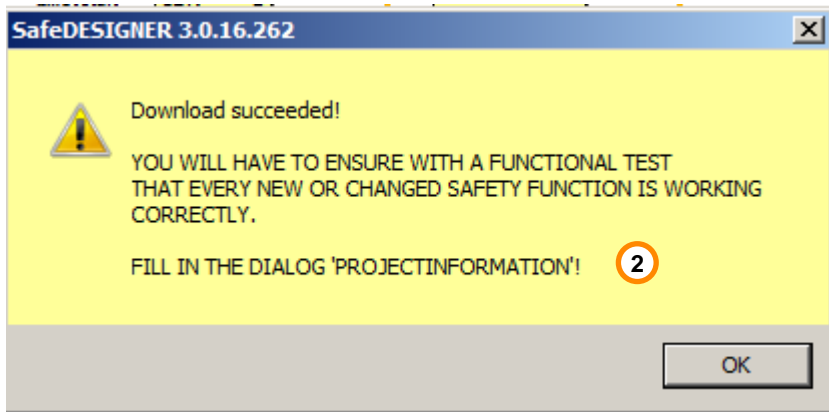 SafeDESIGNER 3.0.16.262
Download succeeded!
YOU WILL HAVE TO ENSURE WITH A FUNCTIONAL TEST
THAT EVERY NEW OR CHANGED SAFETY FUNCTION IS WORKING
CORRECTLY.
FILL IN THE DIALOG 'PROJECTINFORMATION'! 2
OK